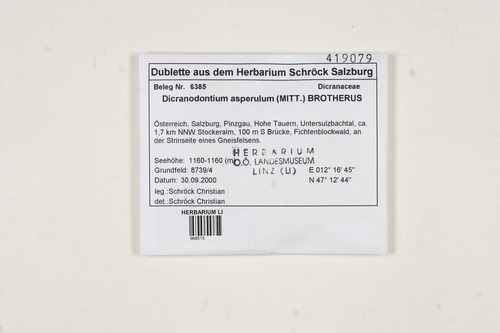 419079
Dublette aus dem Herbarium Schröck Salzburg
Beleg Nr. 6385 Dicranaceae
Dicranodontium asperulum (MITT.) BROTHERUS
Österreich, Salzburg, Pinzgau, Hohe Tauern, Untersulzbachtal, ca.
1,7 km NNW Stockeralm, 100 m S Brücke, Fichtenblockwald, an
der Strinseite eines Gneisfelsens.
HERBARIUM
O.Ö. LANDESMUSEUM
LINZ (LI)
Seehöhe: 1160-1160 (m)
Grundfeld: 8739/4 E 012° 16' 45"
Datum: 30.09.2000 N 47° 12' 44"
leg.: Schröck Christian
det.: Schröck Christian
HERBARIUM LI